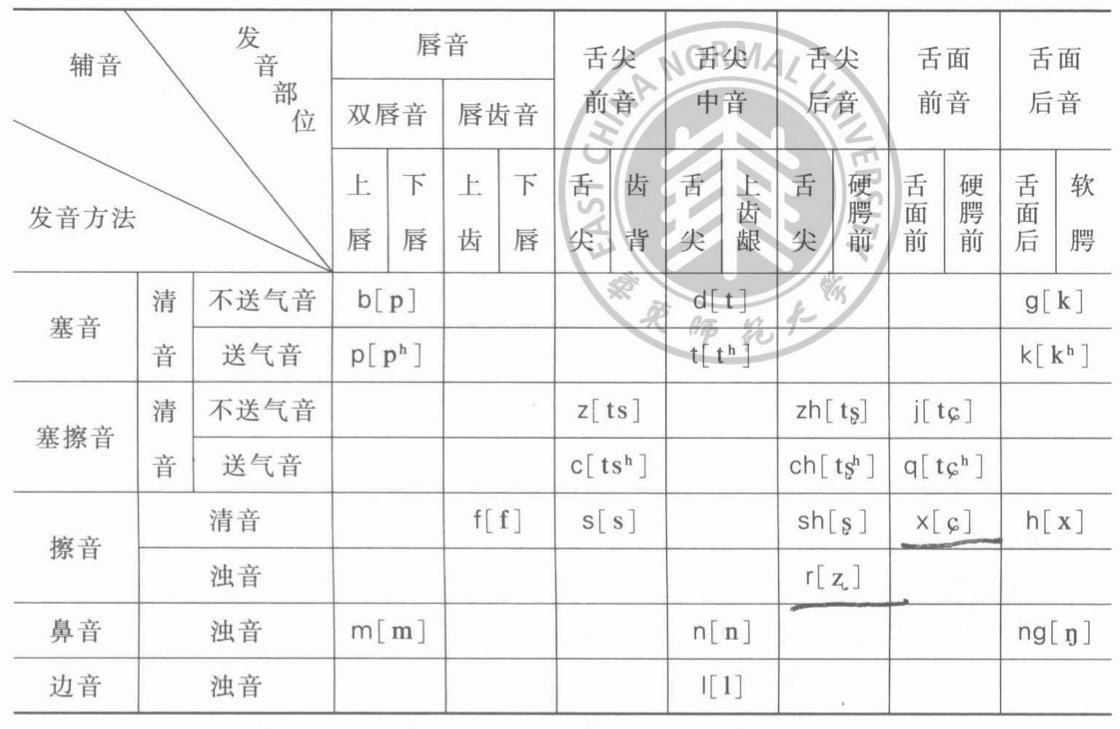 辅音 发音部位 唇音 舌尖前音 舌尖中音 舌尖后音 舌面前音 舌面后音
双唇音 唇齿音
发音方法 上唇 下唇 上齿 下唇 舌尖 齿背 舌尖 上齿龈 舌尖 硬腭前 舌面前 硬腭前 舌面后 软腭
塞音 清音 不送气音 b[p] d[t] g[k]
送气音 p[pʰ] t[tʰ] k[kʰ]
塞擦音 清音 不送气音 z[ts] zh[tʂ] j[tɕ]
送气音 c[tsʰ] ch[tʂʰ] q[tɕʰ]
擦音 清音 f[f] s[s] sh[ʂ] x[ɕ] h[x]
浊音 r[ʐ]
鼻音 浊音 m[m] n[n] ng[ŋ]
边音 浊音 l[l]
EAST CHINA NORMAL UNIVERSITY
華東師範大學